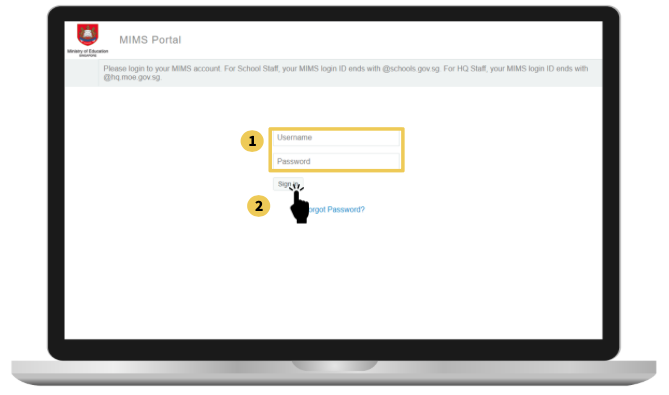 MIMS Portal
Ministry of Education
SINGAPORE
Please login to your MIMS account. For School Staff, your MIMS login ID ends with @schools.gov.sg. For HQ Staff, your MIMS login ID ends with
@hq.moe.gov.sg.
1
Username
Password
Sign
2
orgot Password?